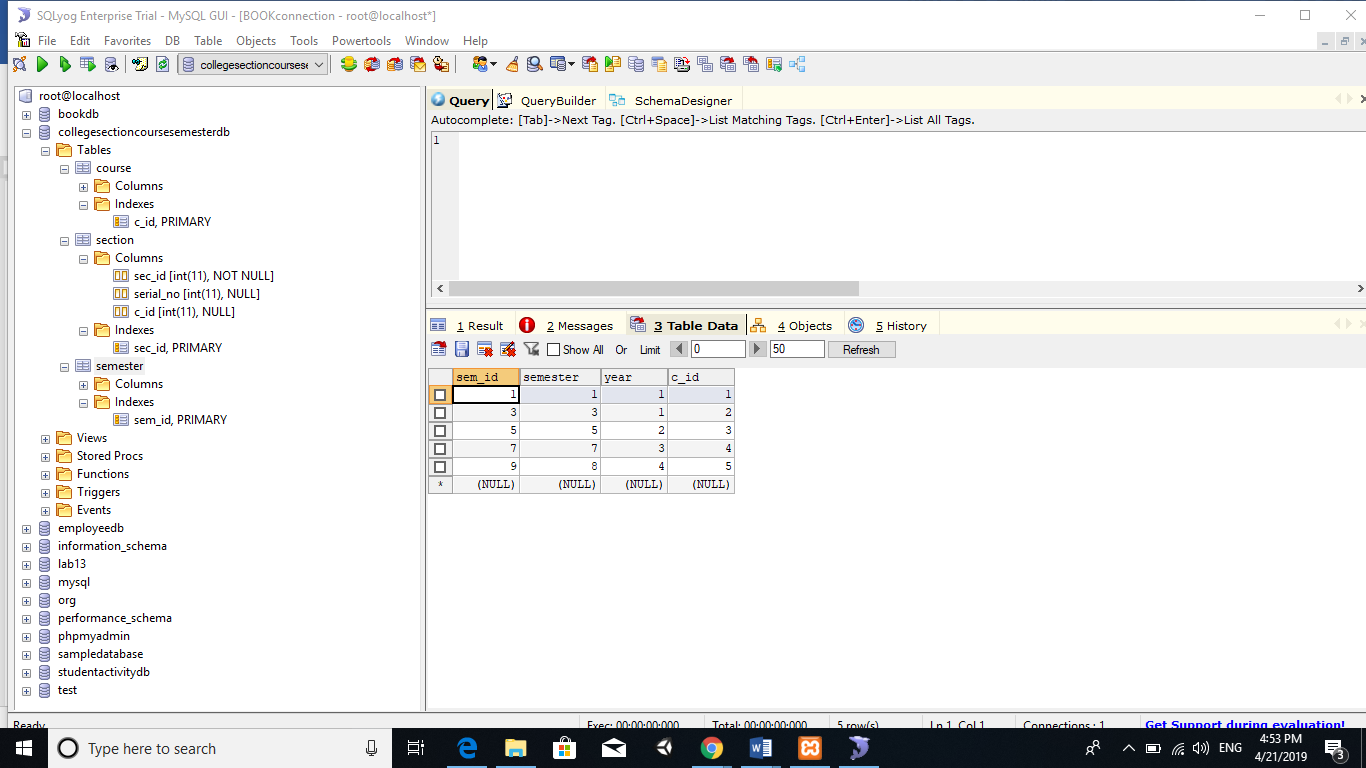 SQLyog Enterprise Trial - MySQL GUI - [BOOKconnection - root@localhost*]
File Edit Favorites DB Table Objects Tools Powertools Window Help
collegesectioncourses
root@localhost
bookdb
collegesectioncoursesemesterdb
Tables
course
Columns
Indexes
c_id, PRIMARY
section
Columns
sec_id [int(11), NOT NULL]
serial_no [int(11), NULL]
c_id [int(11), NULL]
Indexes
sec_id, PRIMARY
semester
Columns
Indexes
sem_id, PRIMARY
Views
Stored Procs
Functions
Triggers
Events
employeedb
information_schema
lab13
mysql
org
performance_schema
phpmyadmin
sampledatabase
studentactivitydb
test
Query QueryBuilder SchemaDesigner
Autocomplete: [Tab]->Next Tag. [Ctrl+Space]->List Matching Tags. [Ctrl+Enter]->List All Tags.
1
1 Result 2 Messages 3 Table Data 4 Objects 5 History
Show All Or Limit 0 50 Refresh
sem_id semester year c_id
1 1 1 1
3 3 1 2
5 5 2 3
7 7 3 4
9 8 4 5
* (NULL) (NULL) (NULL) (NULL)
Ready Exec: 00:00:00:000 Total: 00:00:00:000 5 row(s) Ln 1, Col 1 Connections : 1 Get Support during evaluation!
Type here to search
ENG
4:53 PM
4/21/2019
3